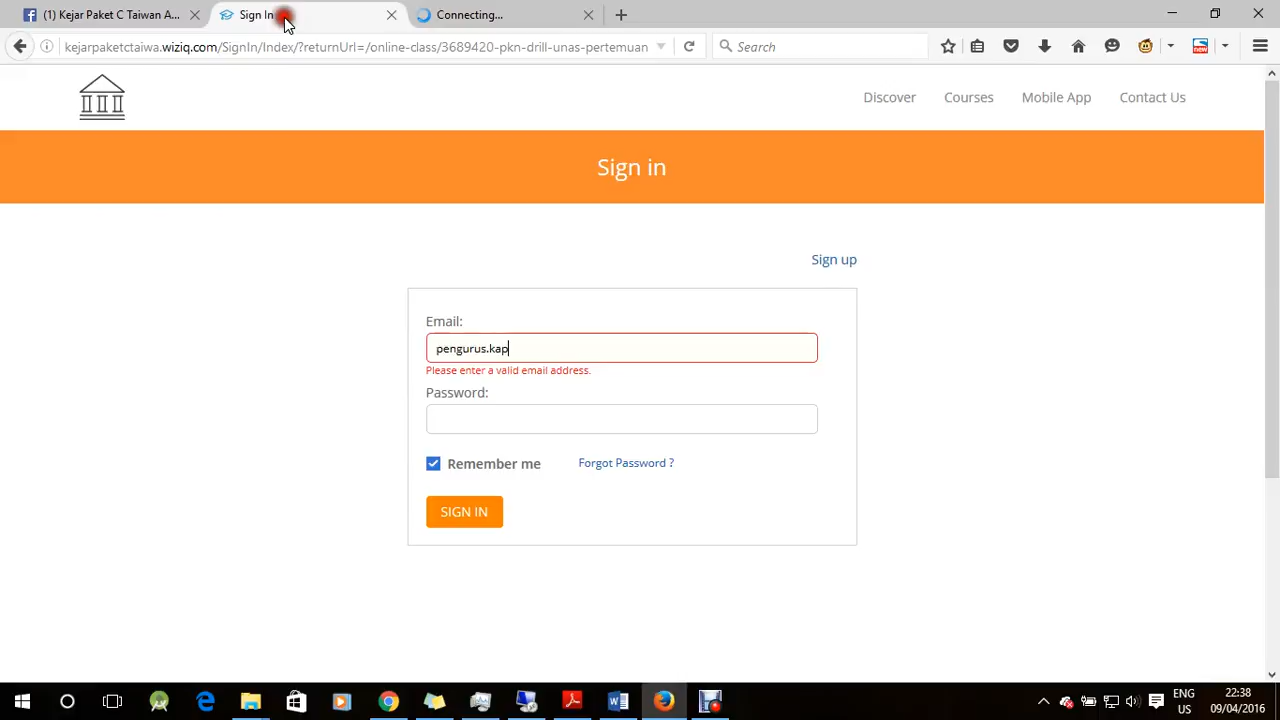 (1) Kejar Paket C Taiwan A...
Sign In
Connecting...
kejarpaketctaiwa.wiziq.com/SignIn/Index/?returnUrl=/online-class/3689420-pkn-drill-unas-pertemuan
Search
new
Discover
Courses
Mobile App
Contact Us
Sign in
Sign up
Email:
pengurus.kap
Please enter a valid email address.
Password:
Remember me
Forgot Password ?
SIGN IN
ENG
US
22:38
09/04/2016